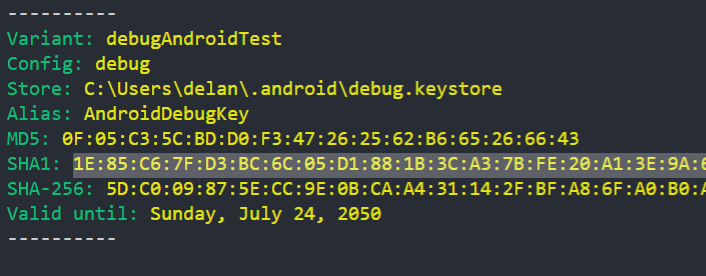 ----------
Variant: debugAndroidTest
Config: debug
Store: C:\Users\delan\.android\debug.keystore
Alias: AndroidDebugKey
MD5: 0F:05:C3:5C:BD:D0:F3:47:26:25:62:B6:65:26:66:43
SHA1: 1E:85:C6:7F:D3:BC:6C:05:D1:88:1B:3C:A3:7B:FE:20:A1:3E:9A:6
SHA-256: 5D:C0:09:87:5E:CC:9E:0B:CA:A4:31:14:2F:BF:A8:6F:A0:B0:A
Valid until: Sunday, July 24, 2050
----------